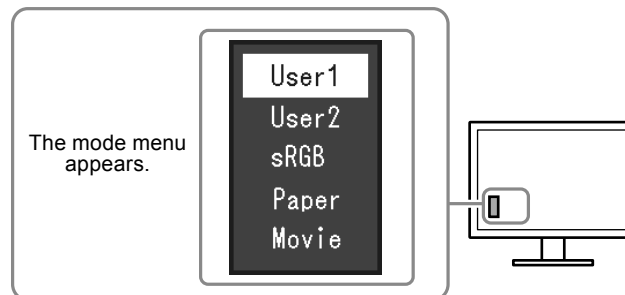 The mode menu
appears.
User1
User2
sRGB
Paper
Movie